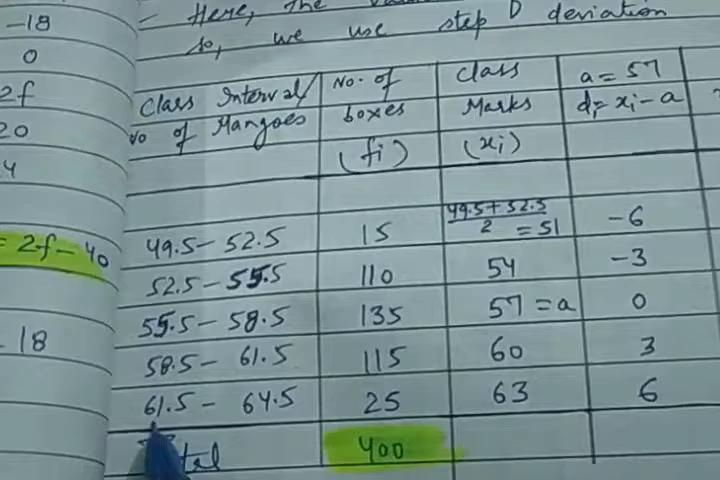 -18
0
2f
20
4
= 2f - 40
- 18
- Here, the
So, we use step deviation
Class Interval/ No. of Class a = 57
No of Mangoes boxes Marks di = xi - a
(fi) (xi)
49.5 - 52.5 15 49.5 + 52.5 / 2 = 51 -6
52.5 - 55.5 110 54 -3
55.5 - 58.5 135 57 = a 0
58.5 - 61.5 115 60 3
61.5 - 64.5 25 63 6
400